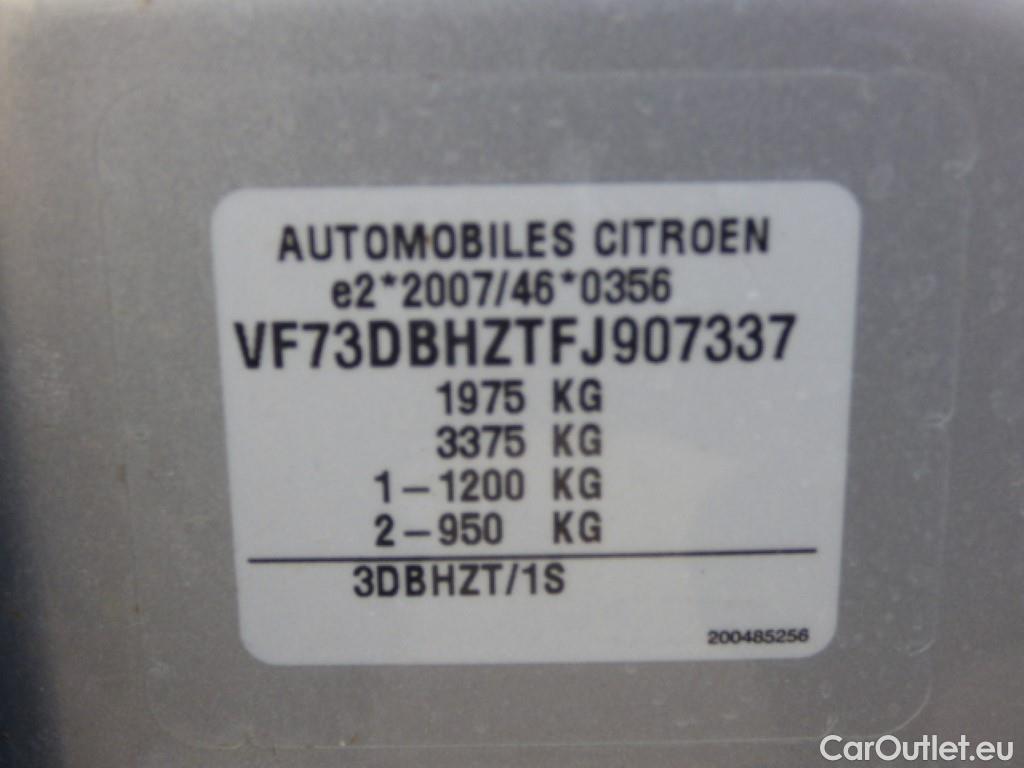 AUTOMOBILES CITROEN
e2*2007/46*0356
VF73DBHZTFJ907337
1975 KG
3375 KG
1-1200 KG
2-950 KG
3DBHZT/1S
200485256
CarOutlet.eu